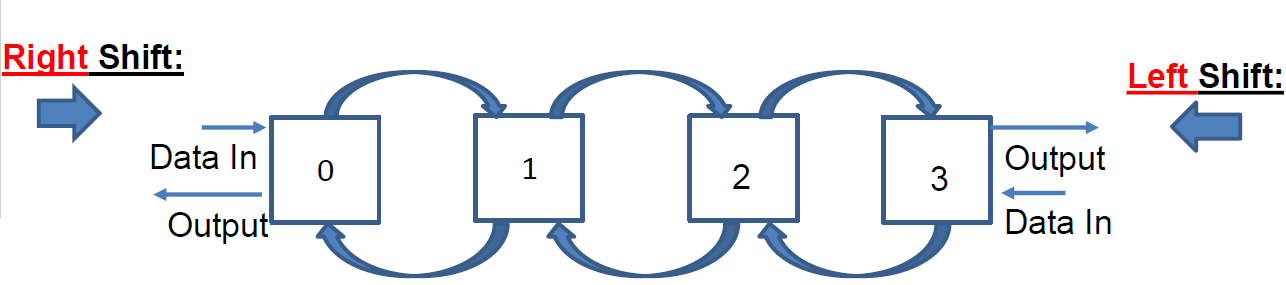 Right Shift:
Left Shift:
Data In
0
1
2
3
Output
Output
Data In